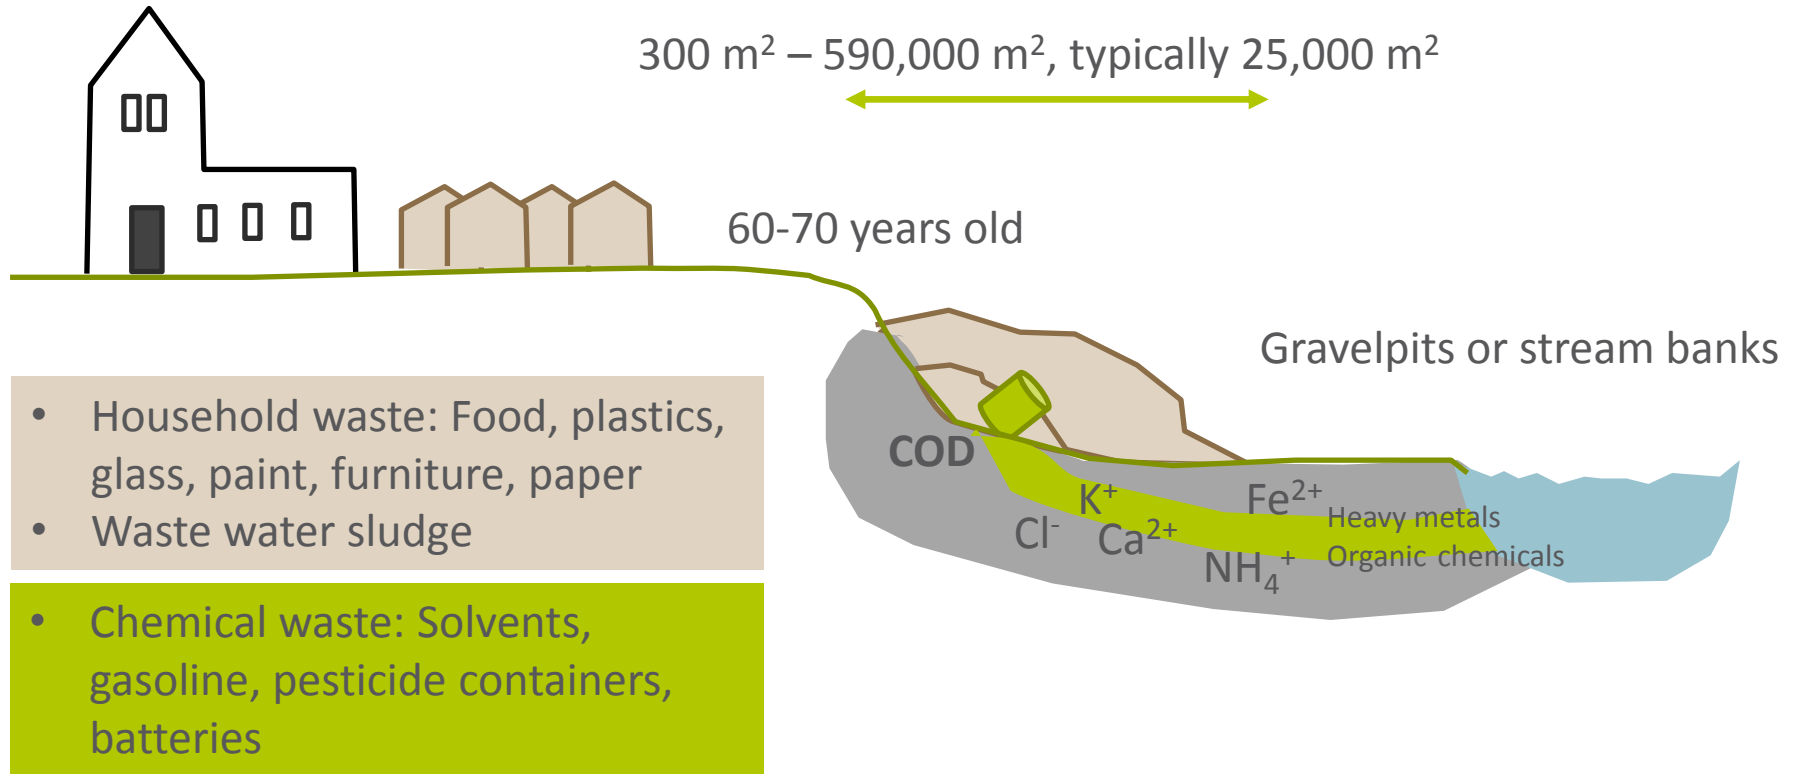 300 m² – 590,000 m², typically 25,000 m²
60-70 years old
Gravelpits or stream banks
• Household waste: Food, plastics,
glass, paint, furniture, paper
• Waste water sludge
• Chemical waste: Solvents,
gasoline, pesticide containers,
batteries
COD
K⁺
Fe²⁺
Cl⁻
Ca²⁺
Heavy metals
NH₄⁺
Organic chemicals